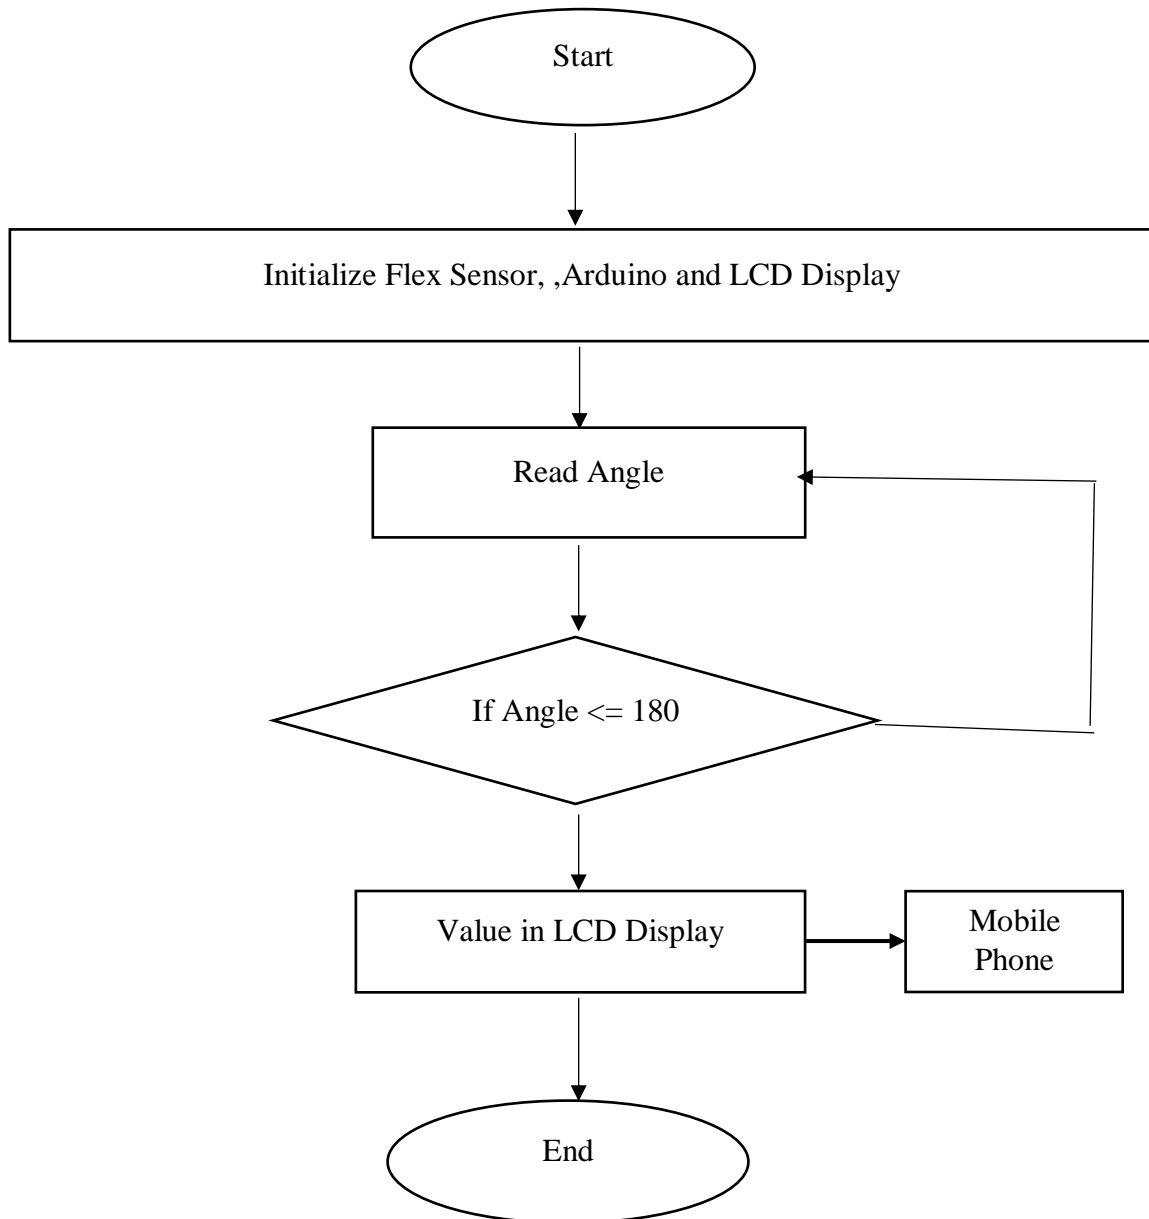 Start
Initialize Flex Sensor, ,Arduino and LCD Display
Read Angle
If Angle <= 180
Value in LCD Display
Mobile
Phone
End